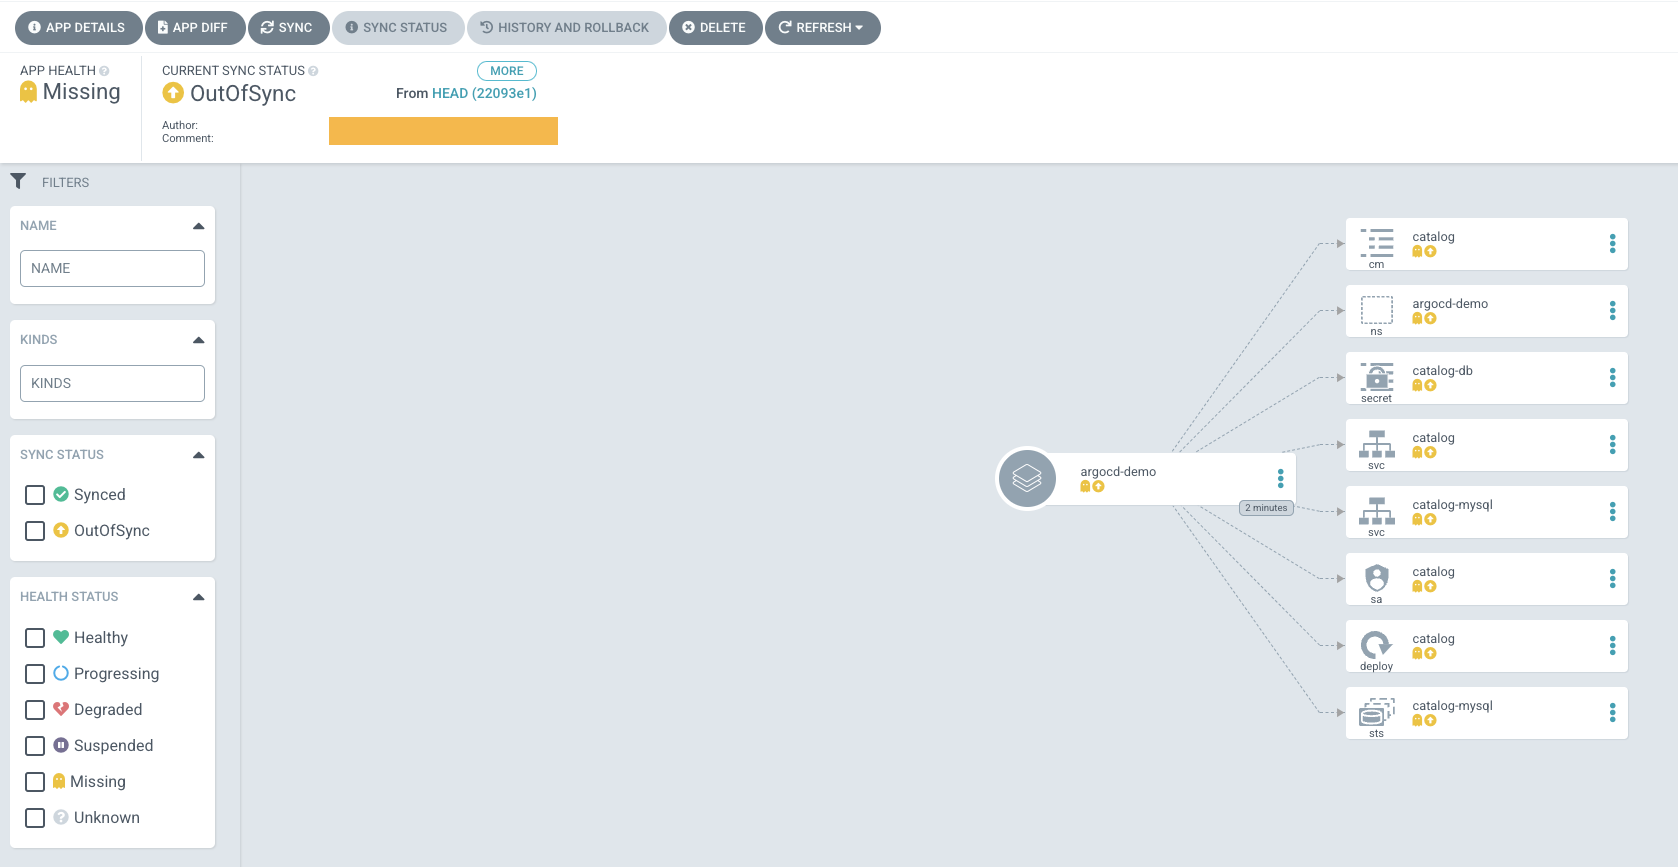 APP DETAILS
APP DIFF
SYNC
SYNC STATUS
HISTORY AND ROLLBACK
DELETE
REFRESH
APP HEALTH
Missing
CURRENT SYNC STATUS
MORE
OutOfSync
From HEAD (22093e1)
Author:
Comment:
FILTERS
NAME
NAME
KINDS
KINDS
SYNC STATUS
Synced
OutOfSync
HEALTH STATUS
Healthy
Progressing
Degraded
Suspended
Missing
Unknown
argocd-demo
2 minutes
catalog
cm
argocd-demo
ns
catalog-db
secret
catalog
svc
catalog-mysql
svc
catalog
sa
catalog
deploy
catalog-mysql
sts